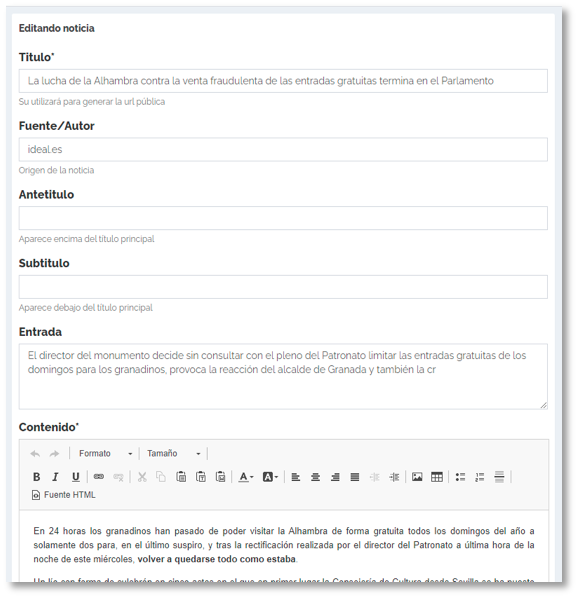 Editando noticia
Título*
La lucha de la Alhambra contra la venta fraudulenta de las entradas gratuitas termina en el Parlamento
Su utilizará para generar la url pública
Fuente/Autor
ideal.es
Origen de la noticia
Antetítulo
Aparece encima del título principal
Subtítulo
Aparece debajo del título principal
Entrada
El director del monumento decide sin consultar con el pleno del Patronato limitar las entradas gratuitas de los
domingos para los granadinos, provoca la reacción del alcalde de Granada y también la cr
Contenido*
Formato Tamaño
B I U A A
Fuente HTML
En 24 horas los granadinos han pasado de poder visitar la Alhambra de forma gratuita todos los domingos del año a
solamente dos para, en el último suspiro, y tras la rectificación realizada por el director del Patronato a última hora de la
noche de este miércoles, volver a quedarse todo como estaba.